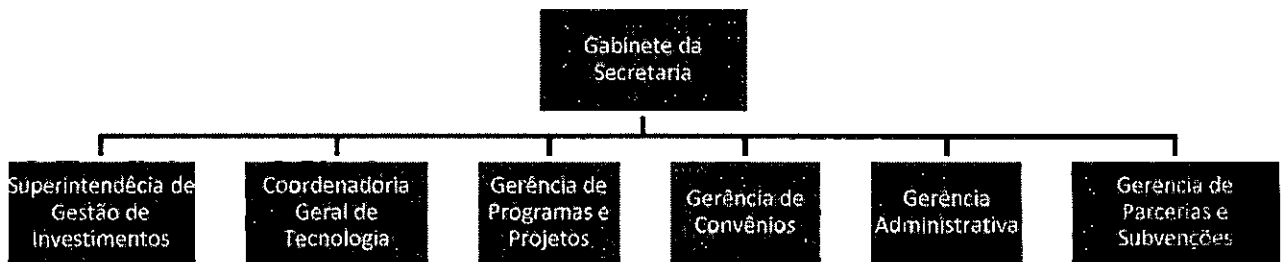 Gabinete da
Secretaria
Superintendêcia de
Gestão de
Investimentos
Coordenadoria
Geral de
Tecnologia
Gerência de
Programas e
Projetos
Gerência de
Convênios
Gerência
Administrativa
Gerência de
Parcerias e
Subvenções